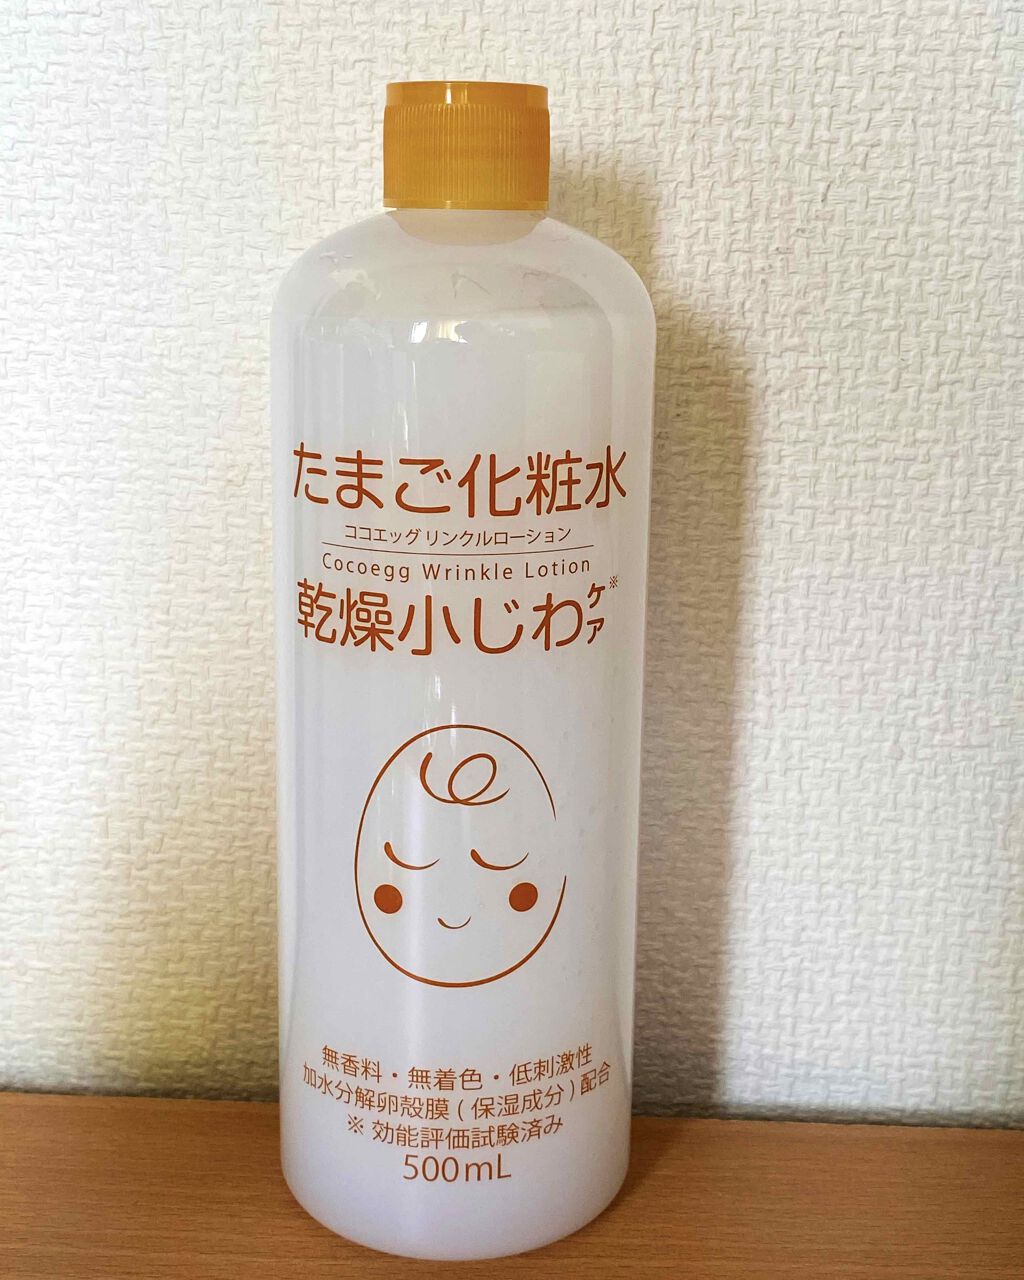 たまご化粧水
ココエッグリンクルローション
Cocoegg Wrinkle Lotion
乾燥小じわケア※
無香料・無着色・低刺激性
加水分解卵殻膜(保湿成分)配合
※効能評価試験済み
500mL